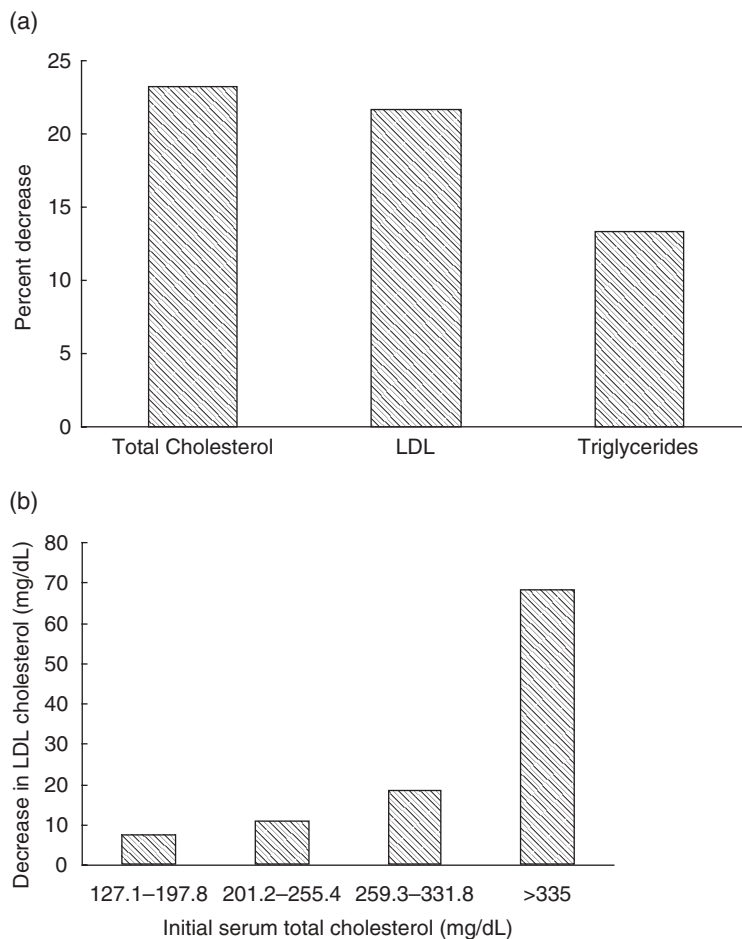 (a)
Percent decrease
25
20
15
10
5
0
Total Cholesterol LDL Triglycerides
(b)
Decrease in LDL cholesterol (mg/dL)
80
70
60
50
40
30
20
10
0
127.1–197.8 201.2–255.4 259.3–331.8 >335
Initial serum total cholesterol (mg/dL)